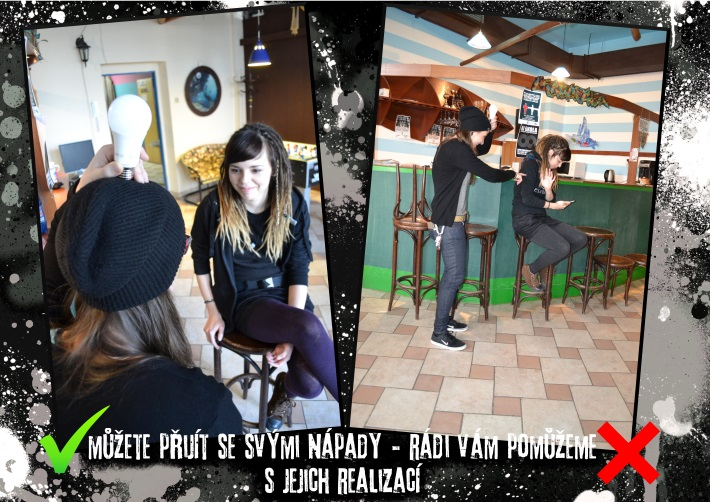 MŮŽETE PŘIJÍT SE SVÝMI NÁPADY - RÁDI VÁM POMŮŽEME
S JEJICH REALIZACÍ